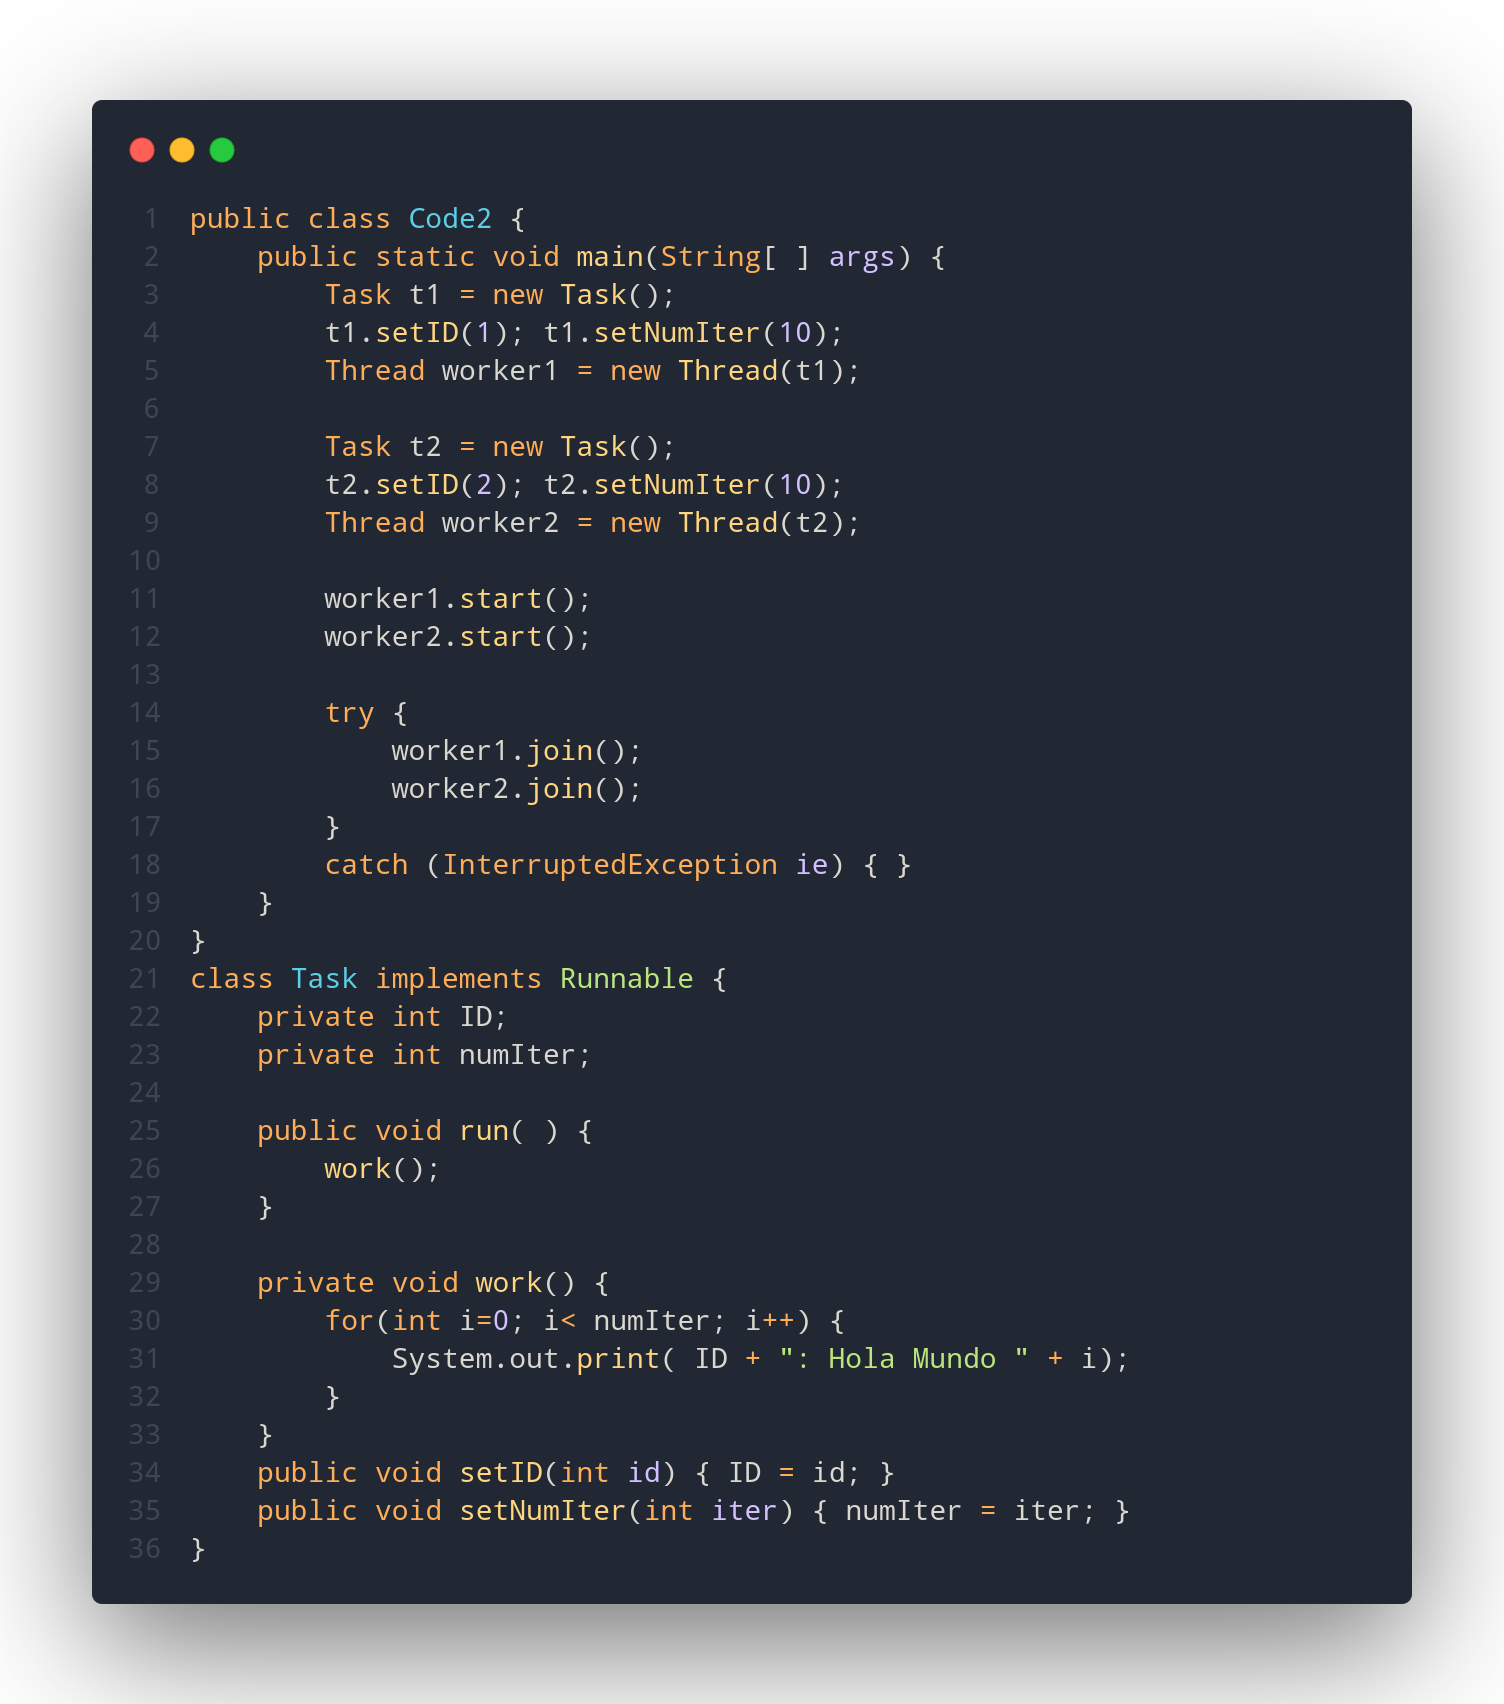 1 public class Code2 {
2     public static void main(String[ ] args) {
3         Task t1 = new Task();
4         t1.setID(1); t1.setNumIter(10);
5         Thread worker1 = new Thread(t1);
6
7         Task t2 = new Task();
8         t2.setID(2); t2.setNumIter(10);
9         Thread worker2 = new Thread(t2);
10
11         worker1.start();
12         worker2.start();
13
14         try {
15             worker1.join();
16             worker2.join();
17         }
18         catch (InterruptedException ie) { }
19     }
20 }
21 class Task implements Runnable {
22     private int ID;
23     private int numIter;
24
25     public void run( ) {
26         work();
27     }
28
29     private void work() {
30         for(int i=0; i< numIter; i++) {
31             System.out.print( ID + ": Hola Mundo " + i);
32         }
33     }
34     public void setID(int id) { ID = id; }
35     public void setNumIter(int iter) { numIter = iter; }
36 }